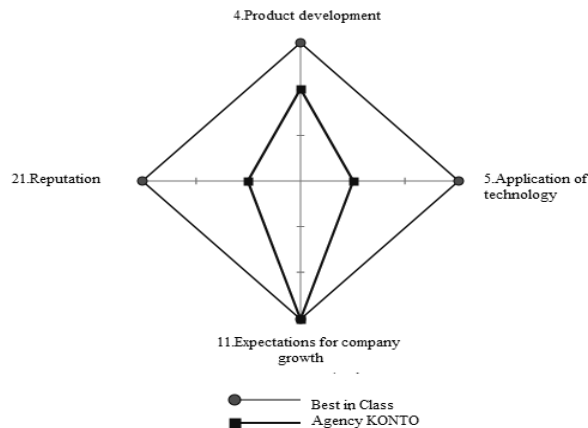 4.Product development
21.Reputation
5.Application of
technology
11.Expectations for company
growth
Best in Class
Agency KONTO